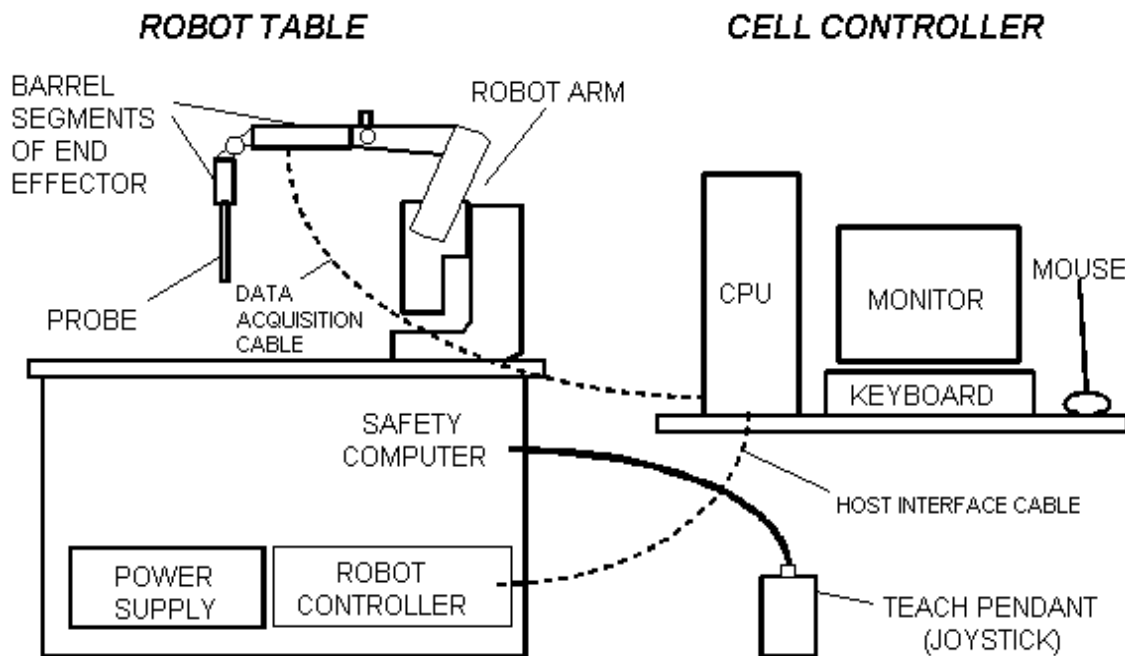 ROBOT TABLE
CELL CONTROLLER
BARREL
SEGMENTS
OF END
EFFECTOR
ROBOT ARM
PROBE
DATA
ACQUISITION
CABLE
CPU
MONITOR
MOUSE
KEYBOARD
SAFETY
COMPUTER
HOST INTERFACE CABLE
POWER
SUPPLY
ROBOT
CONTROLLER
TEACH PENDANT
(JOYSTICK)